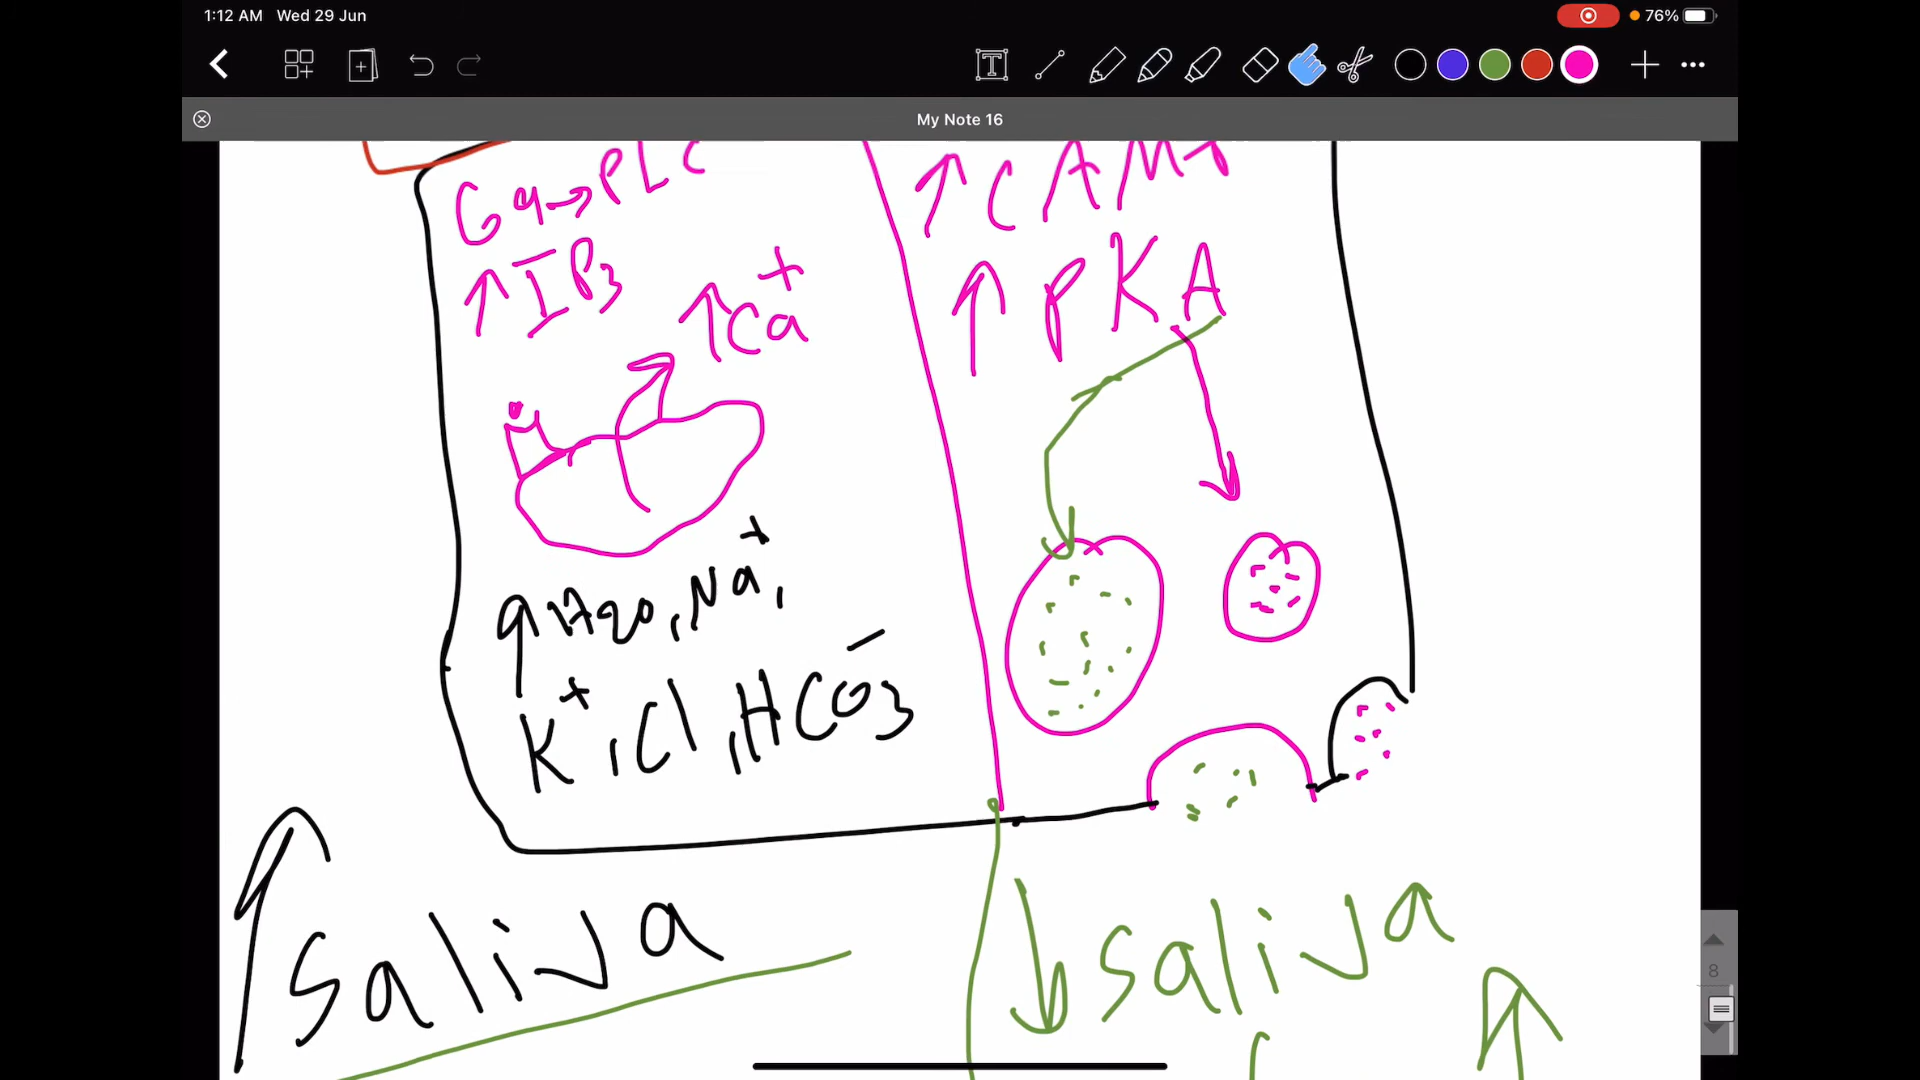 1:12 AM Wed 29 Jun
76%
T
My Note 16
Gq→PLC
↑IP3
↑Ca+
↑H20, Na+,
K+, Cl, HCO3-
↑Saliva
↑CAMP
↑PKA
↓Saliva
↑
8